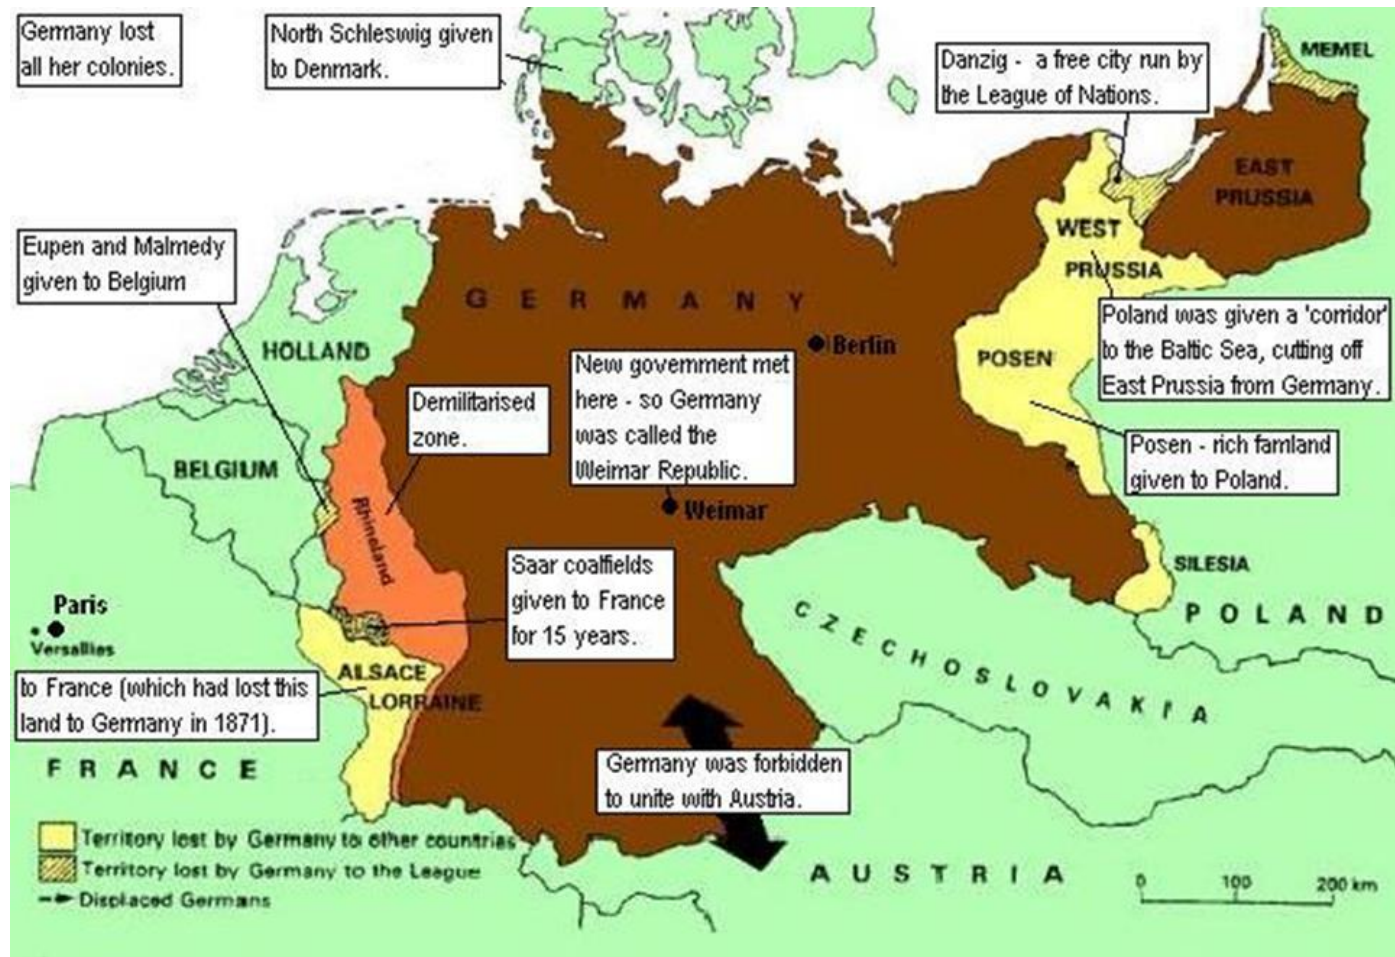 Germany lost
all her colonies.
North Schleswig given
to Denmark.
Danzig - a free city run by
the League of Nations.
MEMEL
EAST
PRUSSIA
Eupen and Malmedy
given to Belgium
WEST
PRUSSIA
GERMANY
Poland was given a 'corridor'
to the Baltic Sea, cutting off
East Prussia from Germany.
HOLLAND
Berlin
POSEN
New government met
here - so Germany
was called the
Weimar Republic.
Demilitarised
zone.
Posen - rich famland
given to Poland.
BELGIUM
Rhineland
Weimar
Saar coalfields
given to France
for 15 years.
SILESIA
POLAND
Paris
Versailles
CZECHOSLOVAKIA
ALSACE
LORRAINE
to France (which had lost this
land to Germany in 1871).
FRANCE
Germany was forbidden
to unite with Austria.
AUSTRIA
Territory lost by Germany to other countries
Territory lost by Germany to the League
Displaced Germans
0 100 200 km